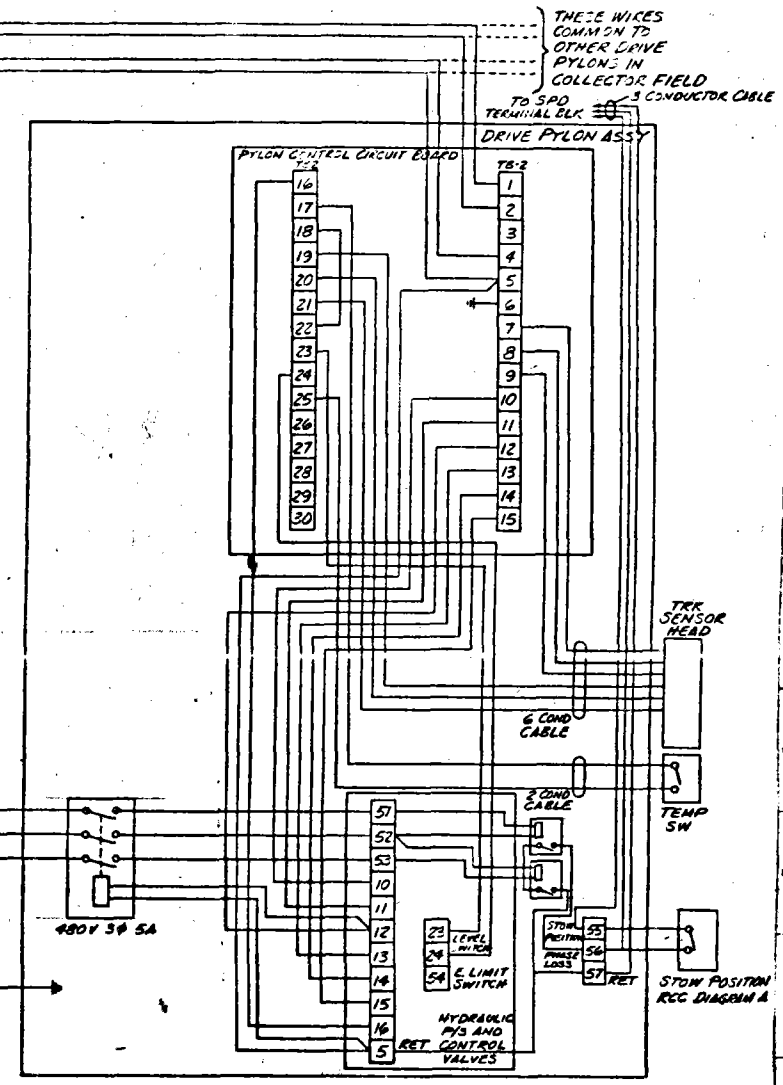 THESE WIRES
COMMON TO
OTHER DRIVE
PYLONS IN
COLLECTOR FIELD
3 CONDUCTOR CABLE
TO SPD
TERMINAL BLK
DRIVE PYLON ASSY
PYLON CONTROL CIRCUIT BOARD
TB-2
TB-2
16
17
18
19
20
21
22
23
24
25
26
27
28
29
30
1
2
3
4
5
6
7
8
9
10
11
12
13
14
15
TRK
SENSOR
HEAD
6 COND
CABLE
2 COND
CABLE
TEMP
SW
480V 3φ 5A
51
52
53
10
11
12
13
14
15
16
5
23
24
54
LEVEL
SWITCH
E. LIMIT
SWITCH
HYDRAULIC
P/S AND
CONTROL
VALVES
RET
STOW
POSITION
PHASE
LOSS
55
56
57
RET
STOW POSITION
REC DIAGRAM A